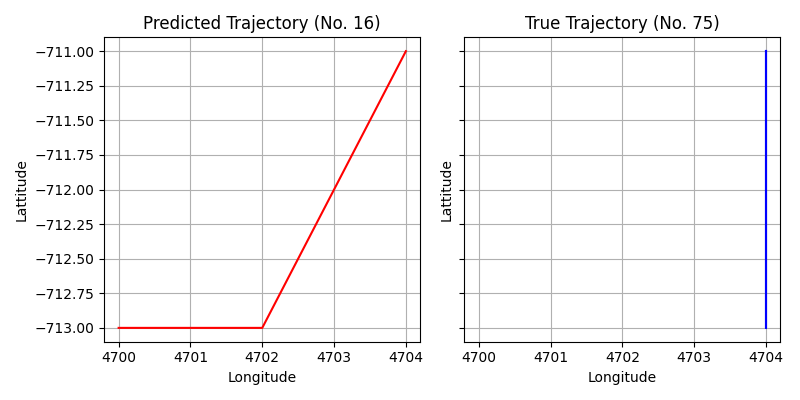 Predicted Trajectory (No. 16)
−711.00
−711.25
−711.50
−711.75
−712.00
−712.25
−712.50
−712.75
−713.00
Lattitude
4700 4701 4702 4703 4704
Longitude
True Trajectory (No. 75)
Lattitude
4700 4701 4702 4703 4704
Longitude